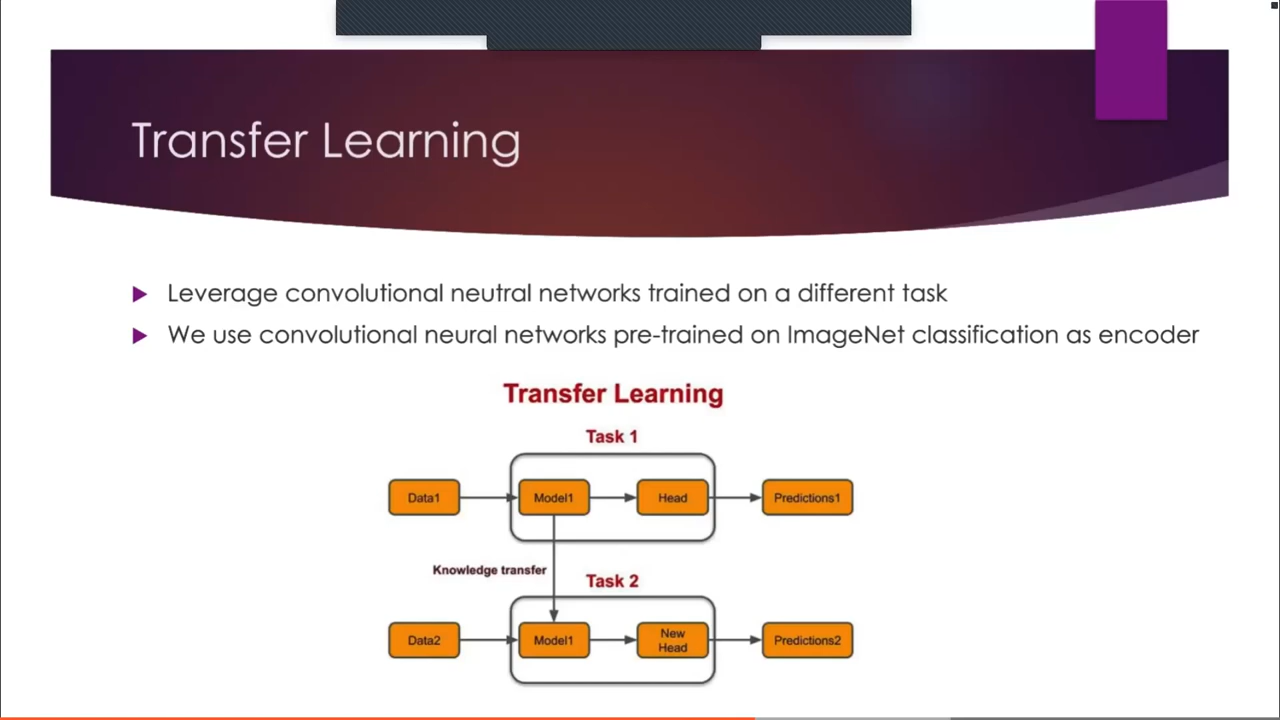 Transfer Learning
Leverage convolutional neutral networks trained on a different task
We use convolutional neural networks pre-trained on ImageNet classification as encoder
Transfer Learning
Task 1
Data1
Model1
Head
Predictions1
Knowledge transfer
Task 2
Data2
Model1
New
Head
Predictions2